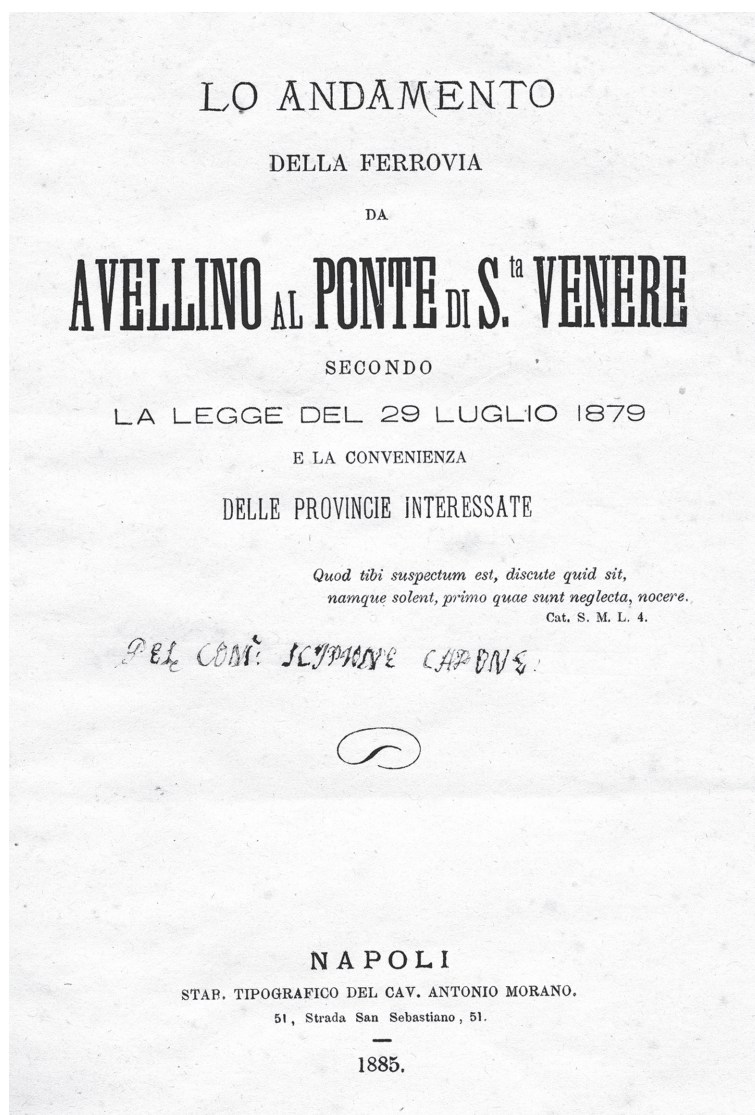 LO ANDAMENTO
DELLA FERROVIA
DA
AVELLINO AL PONTE DI S.ta VENERE
SECONDO
LA LEGGE DEL 29 LUGLIO 1879
E LA CONVENIENZA
DELLE PROVINCIE INTERESSATE
Quod tibi suspectum est, discute quid sit,
namque solent, primo quae sunt neglecta, nocere.
Cat. S. M. L. 4.
PEL COM: SCIPIONE CAPONE
NAPOLI
STAB. TIPOGRAFICO DEL CAV. ANTONIO MORANO.
51, Strada San Sebastiano, 51.
1885.